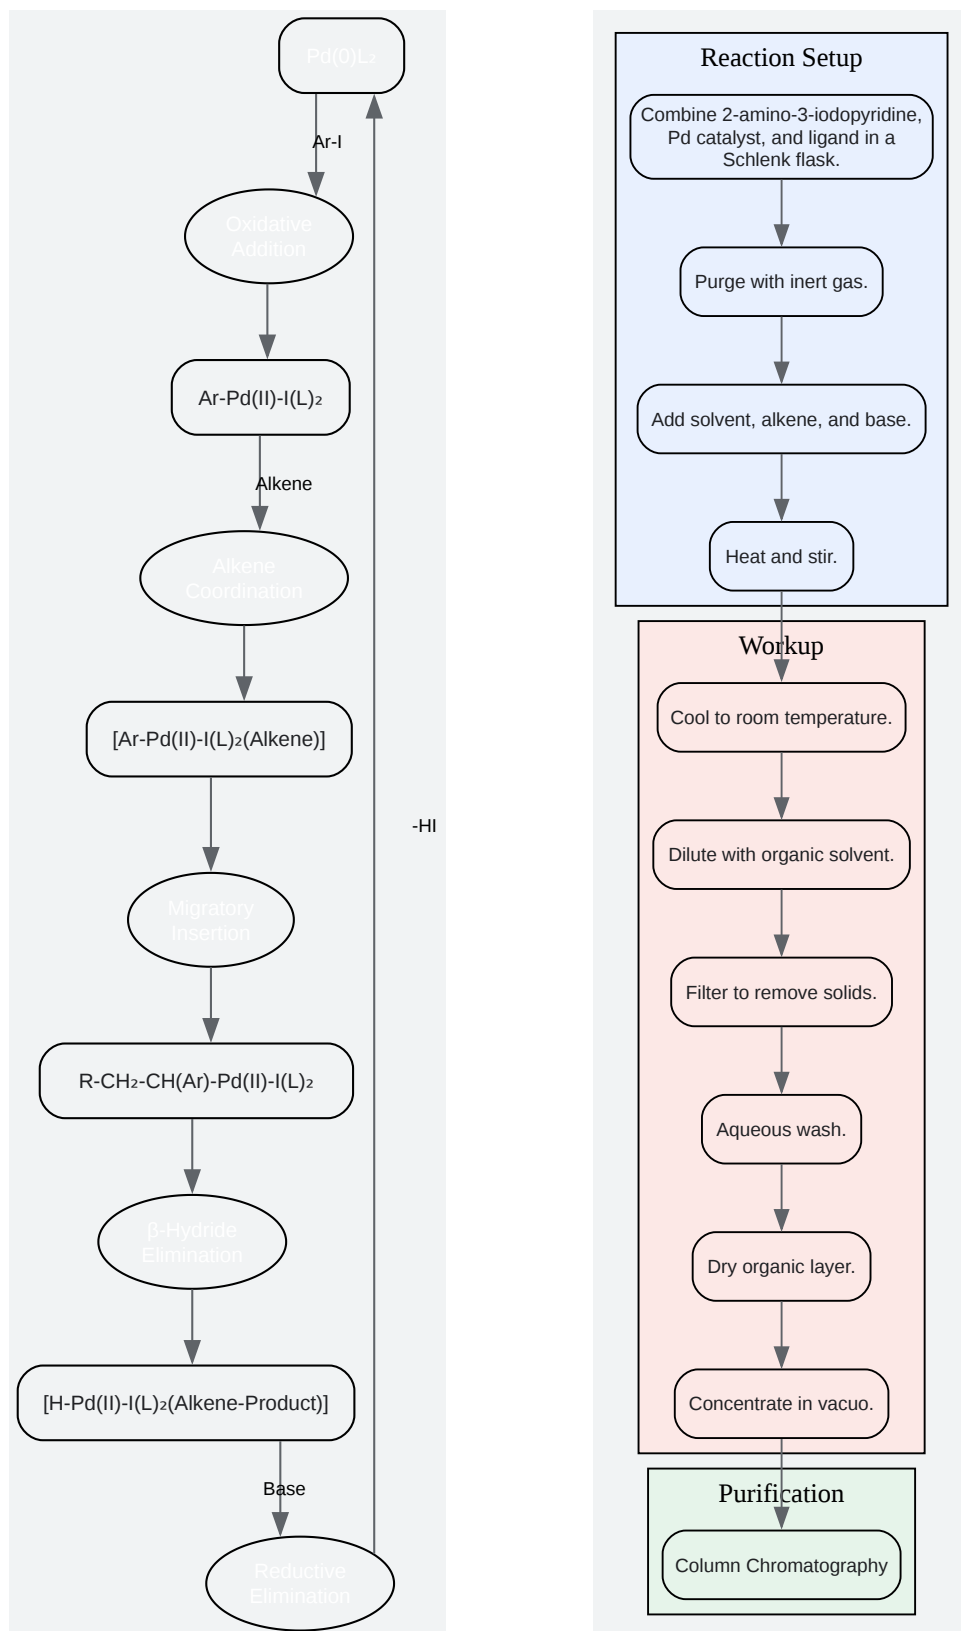 Pd(0)L₂
Ar-I
Oxidative
Addition
Ar-Pd(II)-I(L)₂
Alkene
Alkene
Coordination
[Ar-Pd(II)-I(L)₂(Alkene)]
-HI
Migratory
Insertion
R-CH₂-CH(Ar)-Pd(II)-I(L)₂
β-Hydride
Elimination
[H-Pd(II)-I(L)₂(Alkene-Product)]
Base
Reductive
Elimination
Reaction Setup
Combine 2-amino-3-iodopyridine,
Pd catalyst, and ligand in a
Schlenk flask.
Purge with inert gas.
Add solvent, alkene, and base.
Heat and stir.
Workup
Cool to room temperature.
Dilute with organic solvent.
Filter to remove solids.
Aqueous wash.
Dry organic layer.
Concentrate in vacuo.
Purification
Column Chromatography